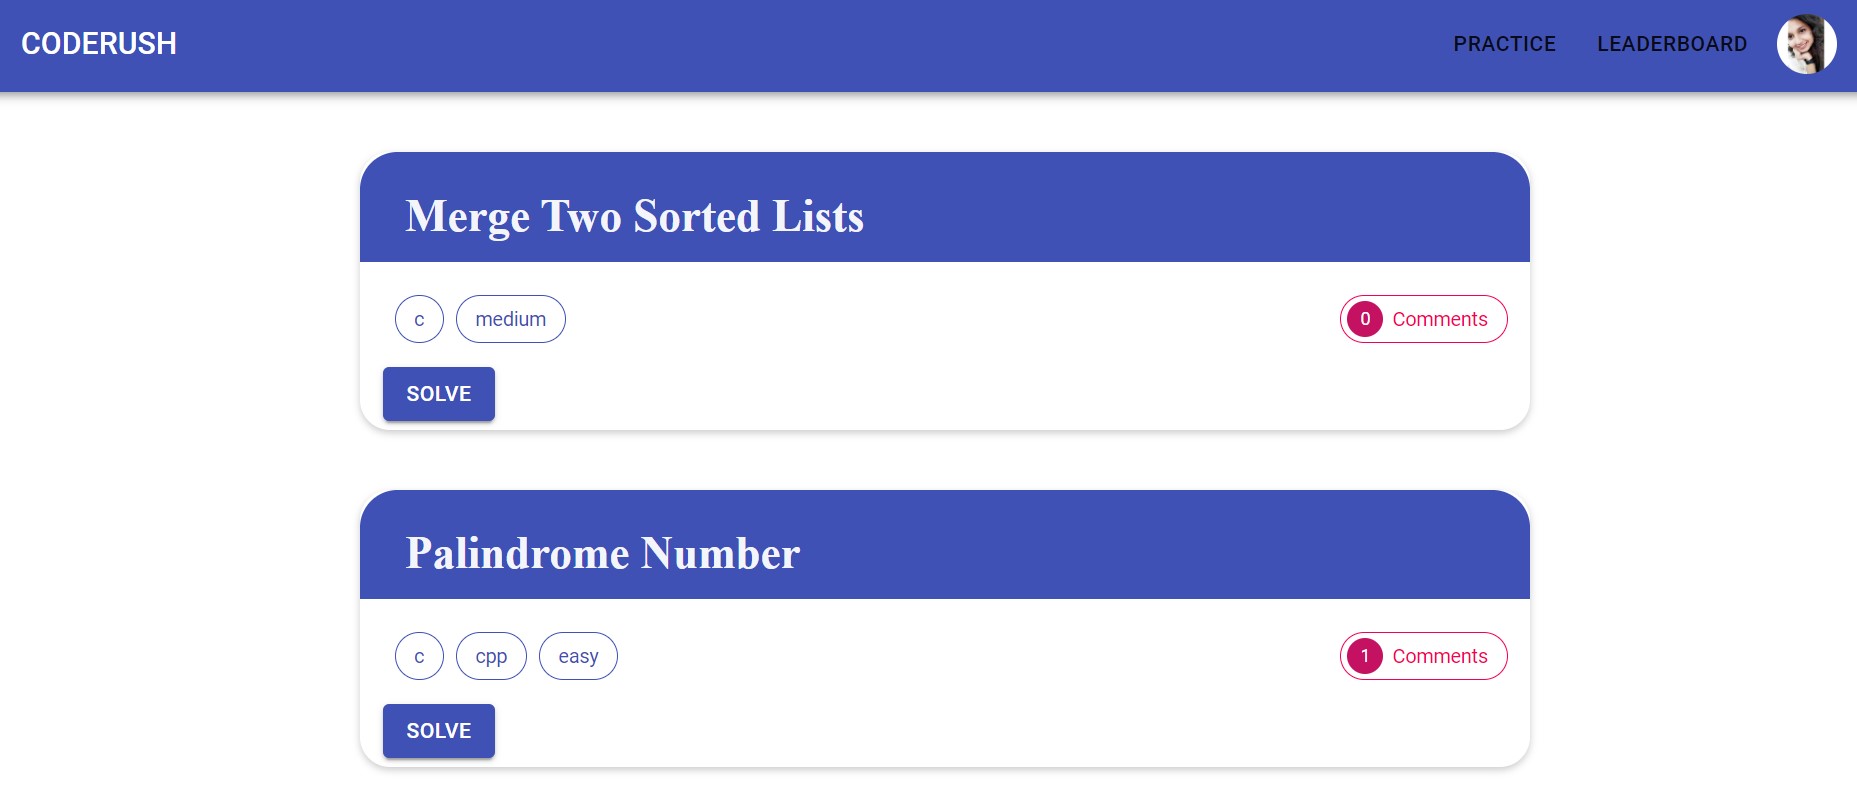 CODERUSH PRACTICE LEADERBOARD
Merge Two Sorted Lists
c medium 0 Comments
SOLVE
Palindrome Number
c cpp easy 1 Comments
SOLVE